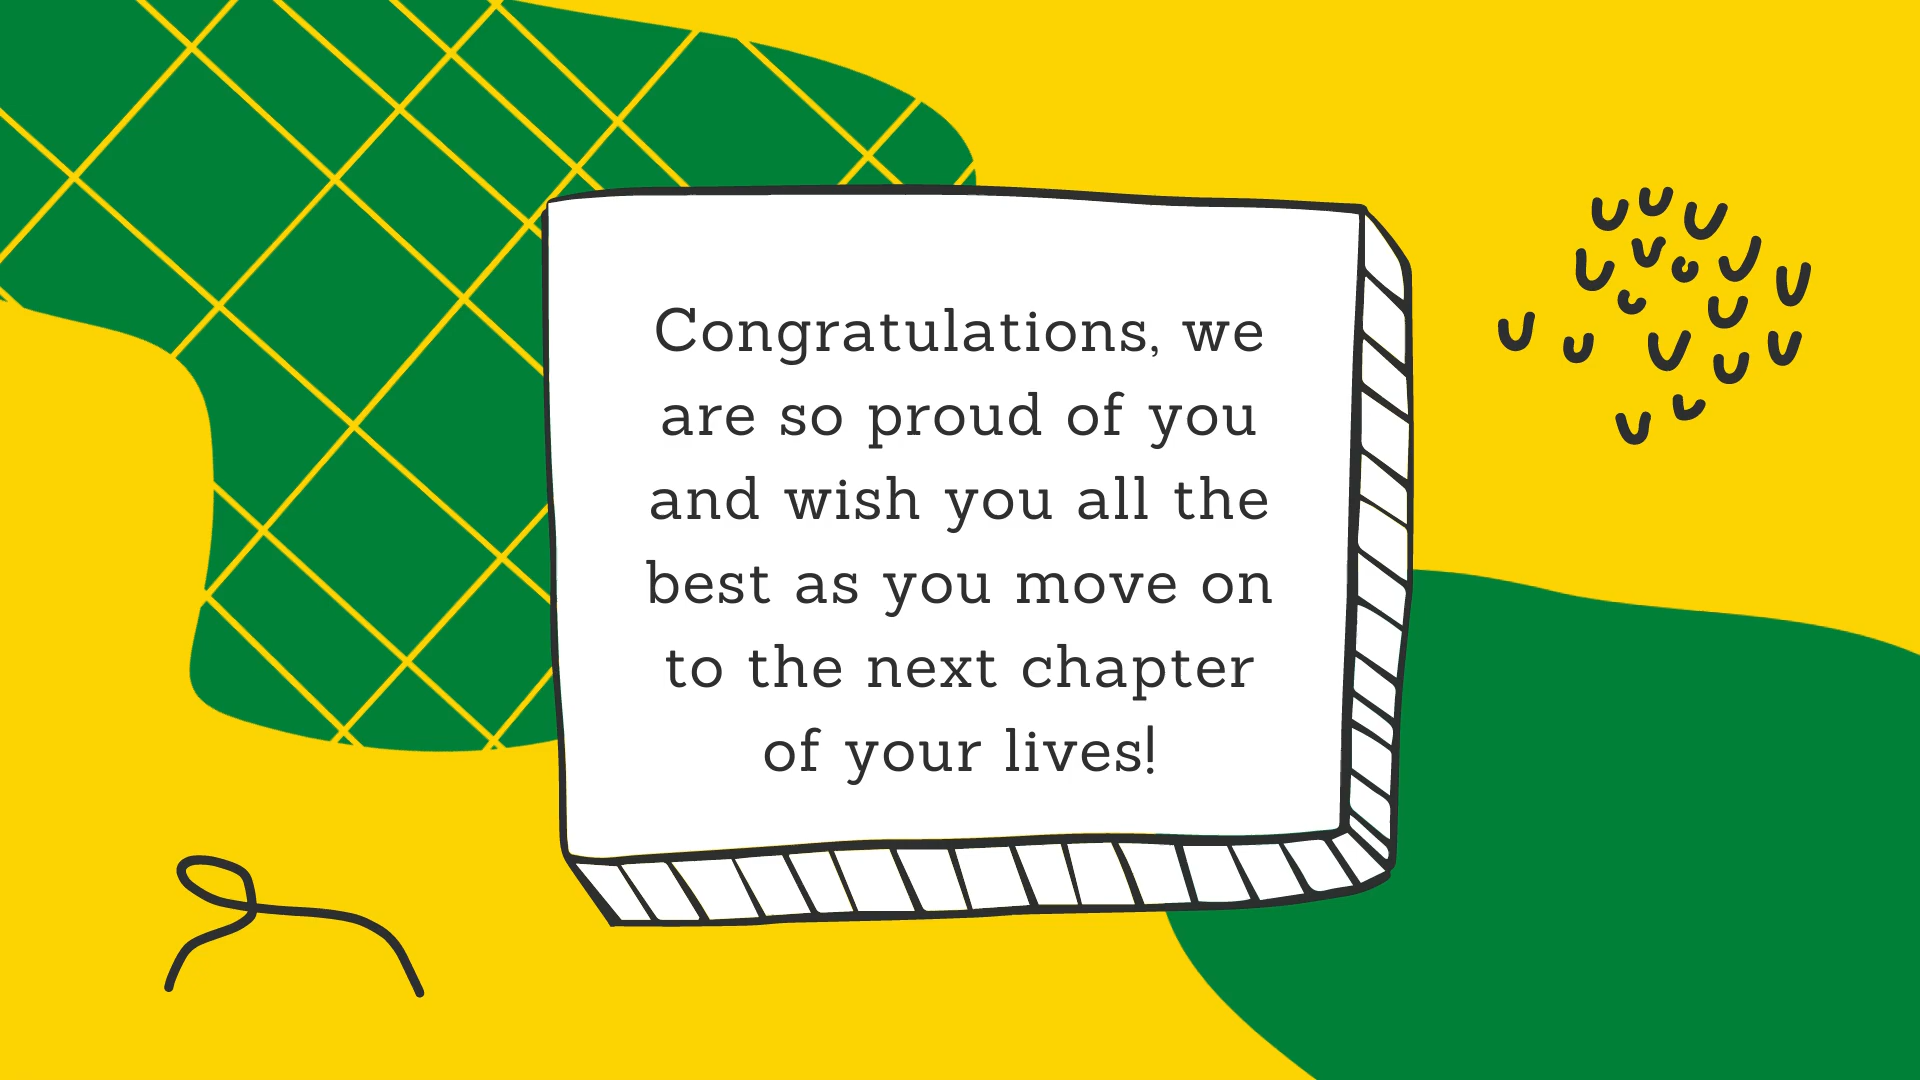 Congratulations, we
are so proud of you
and wish you all the
best as you move on
to the next chapter
of your lives!